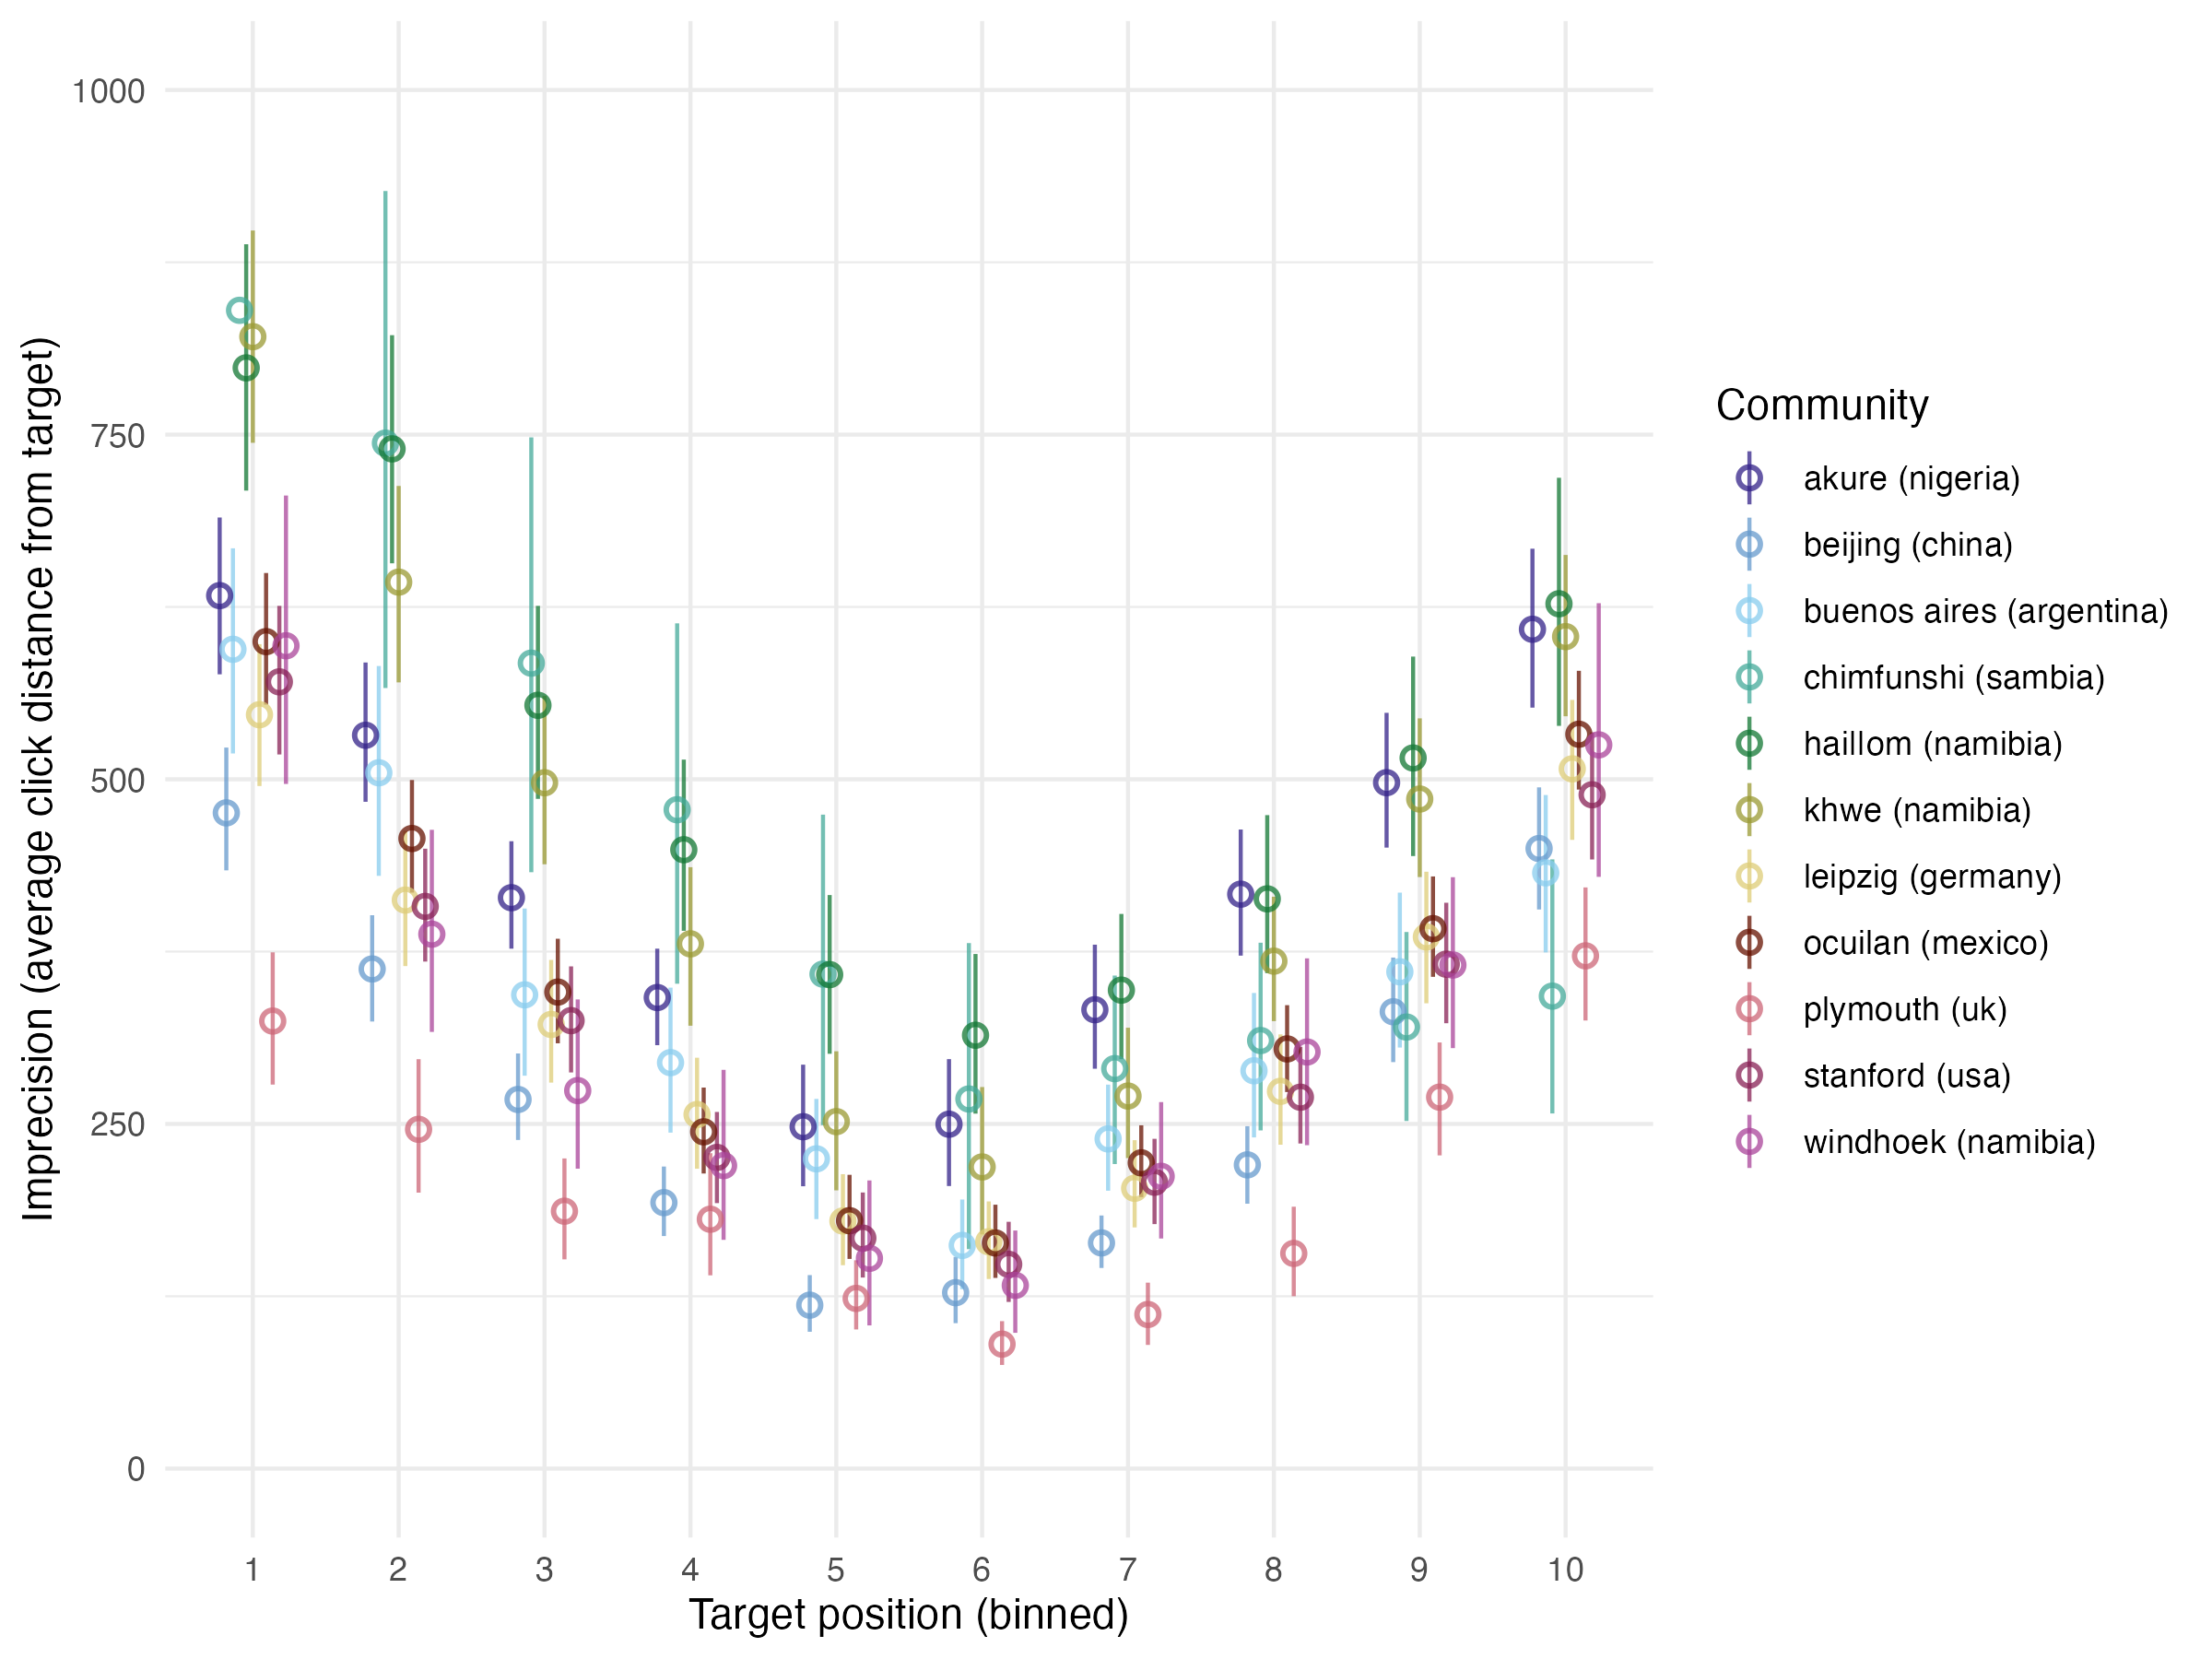 Imprecision (average click distance from target)
1000
750
500
250
0
1 2 3 4 5 6 7 8 9 10
Target position (binned)
Community
akure (nigeria)
beijing (china)
buenos aires (argentina)
chimfunshi (sambia)
haillom (namibia)
khwe (namibia)
leipzig (germany)
ocuilan (mexico)
plymouth (uk)
stanford (usa)
windhoek (namibia)